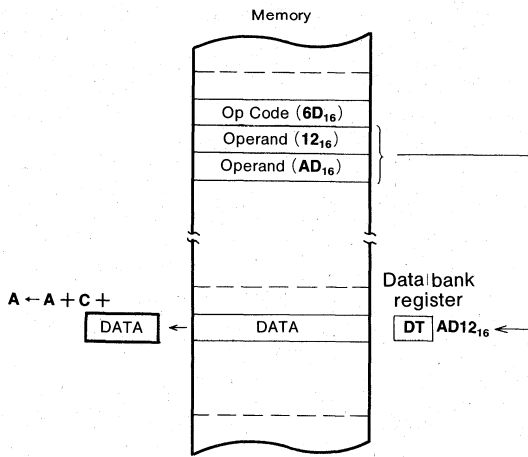 Memory
Op Code (6D₁₆)
Operand (12₁₆)
Operand (AD₁₆)
Data bank
register
A ← A + C +
DATA ← DATA
DT AD12₁₆